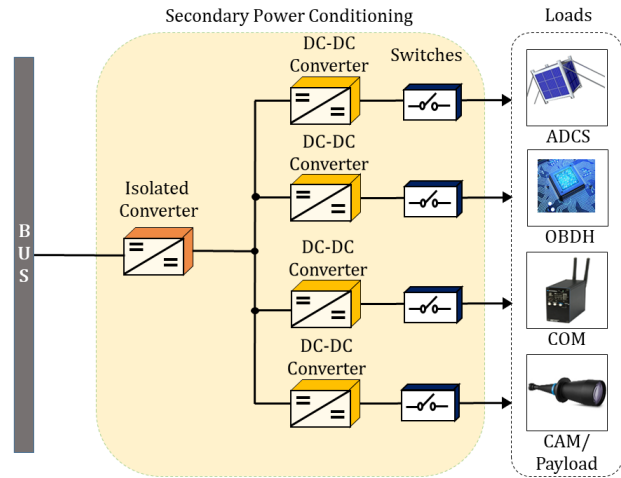 Secondary Power Conditioning
Loads
DC-DC
Converter
Switches
ADCS
DC-DC
Converter
Isolated
Converter
OBDH
BUS
DC-DC
Converter
COM
DC-DC
Converter
CAM/
Payload